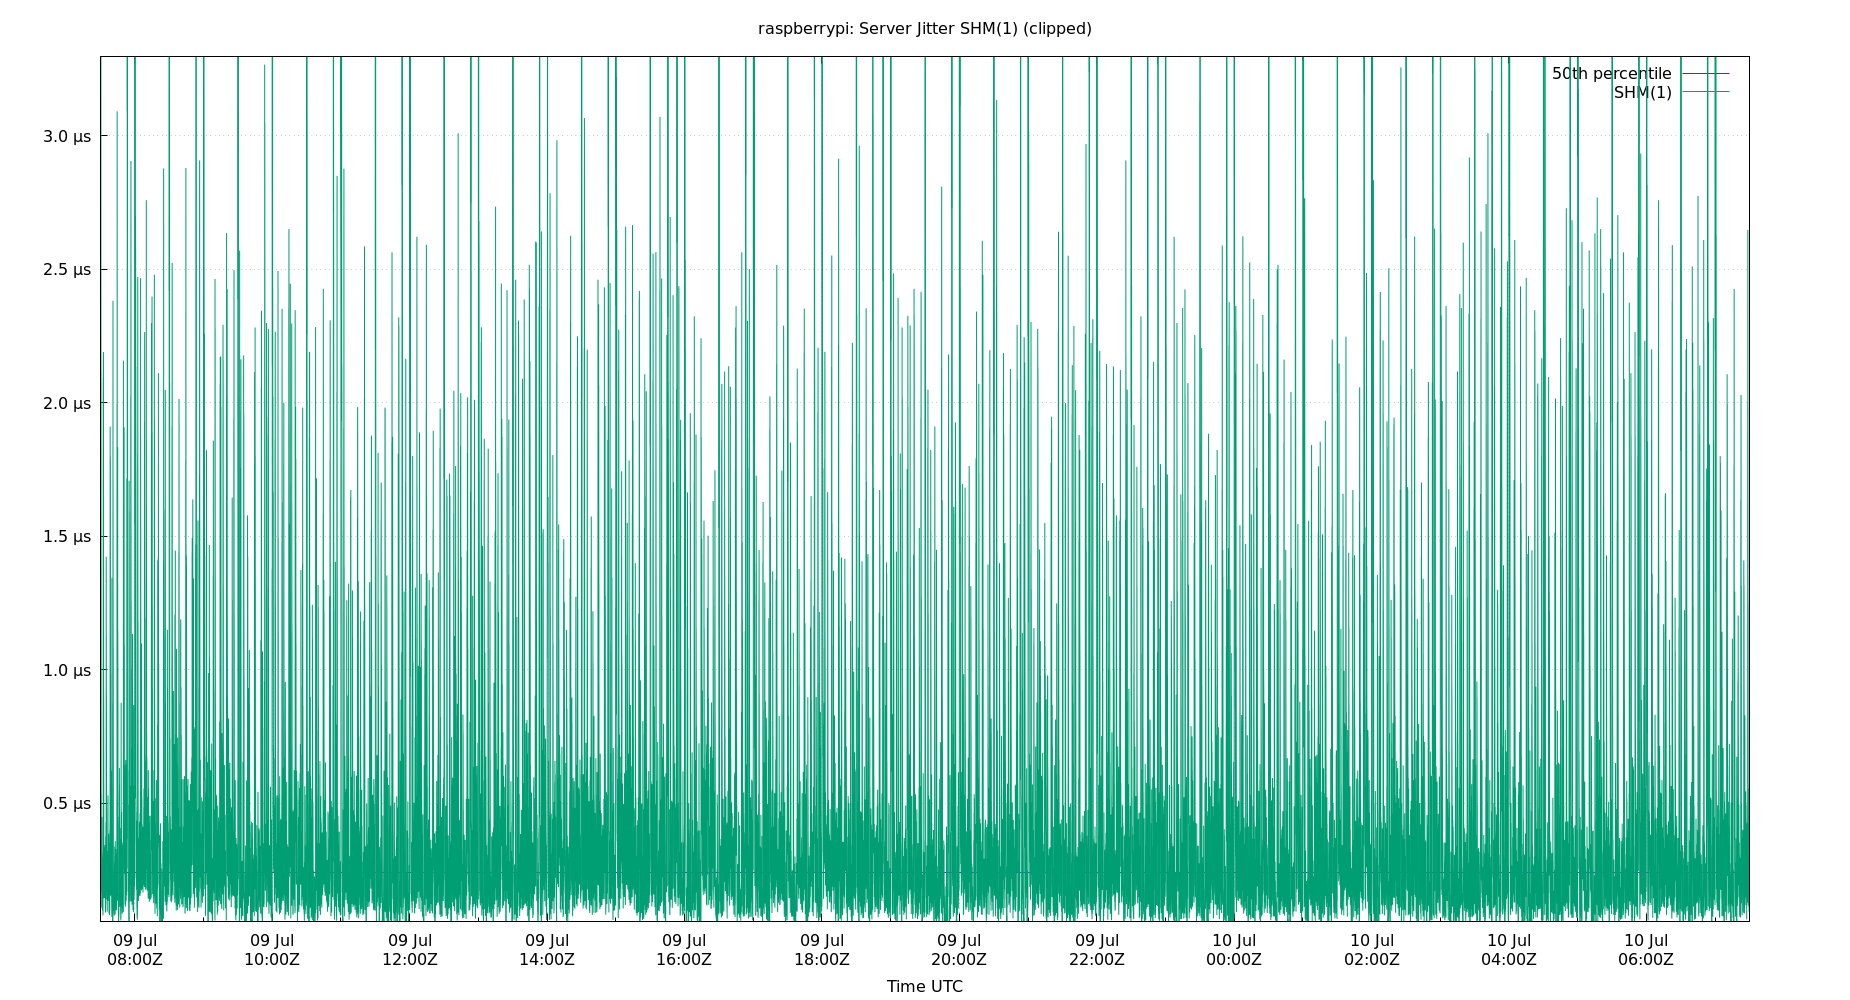 raspberrypi: Server Jitter SHM(1) (clipped)
50th percentile
SHM(1)
3.0 µs
2.5 µs
2.0 µs
1.5 µs
1.0 µs
0.5 µs
09 Jul 09 Jul 09 Jul 09 Jul 09 Jul 09 Jul 09 Jul 09 Jul 10 Jul 10 Jul 10 Jul 10 Jul
08:00Z 10:00Z 12:00Z 14:00Z 16:00Z 18:00Z 20:00Z 22:00Z 00:00Z 02:00Z 04:00Z 06:00Z
Time UTC